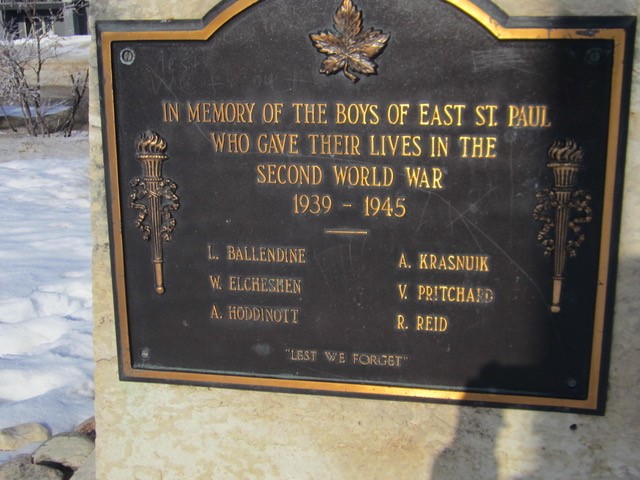 IN MEMORY OF THE BOYS OF EAST ST. PAUL
WHO GAVE THEIR LIVES IN THE
SECOND WORLD WAR
1939 - 1945
L. BALLENDINE
W. ELCHESHEN
A. HODDINOTT
A. KRASNUIK
V. PRITCHARD
R. REID
"LEST WE FORGET"